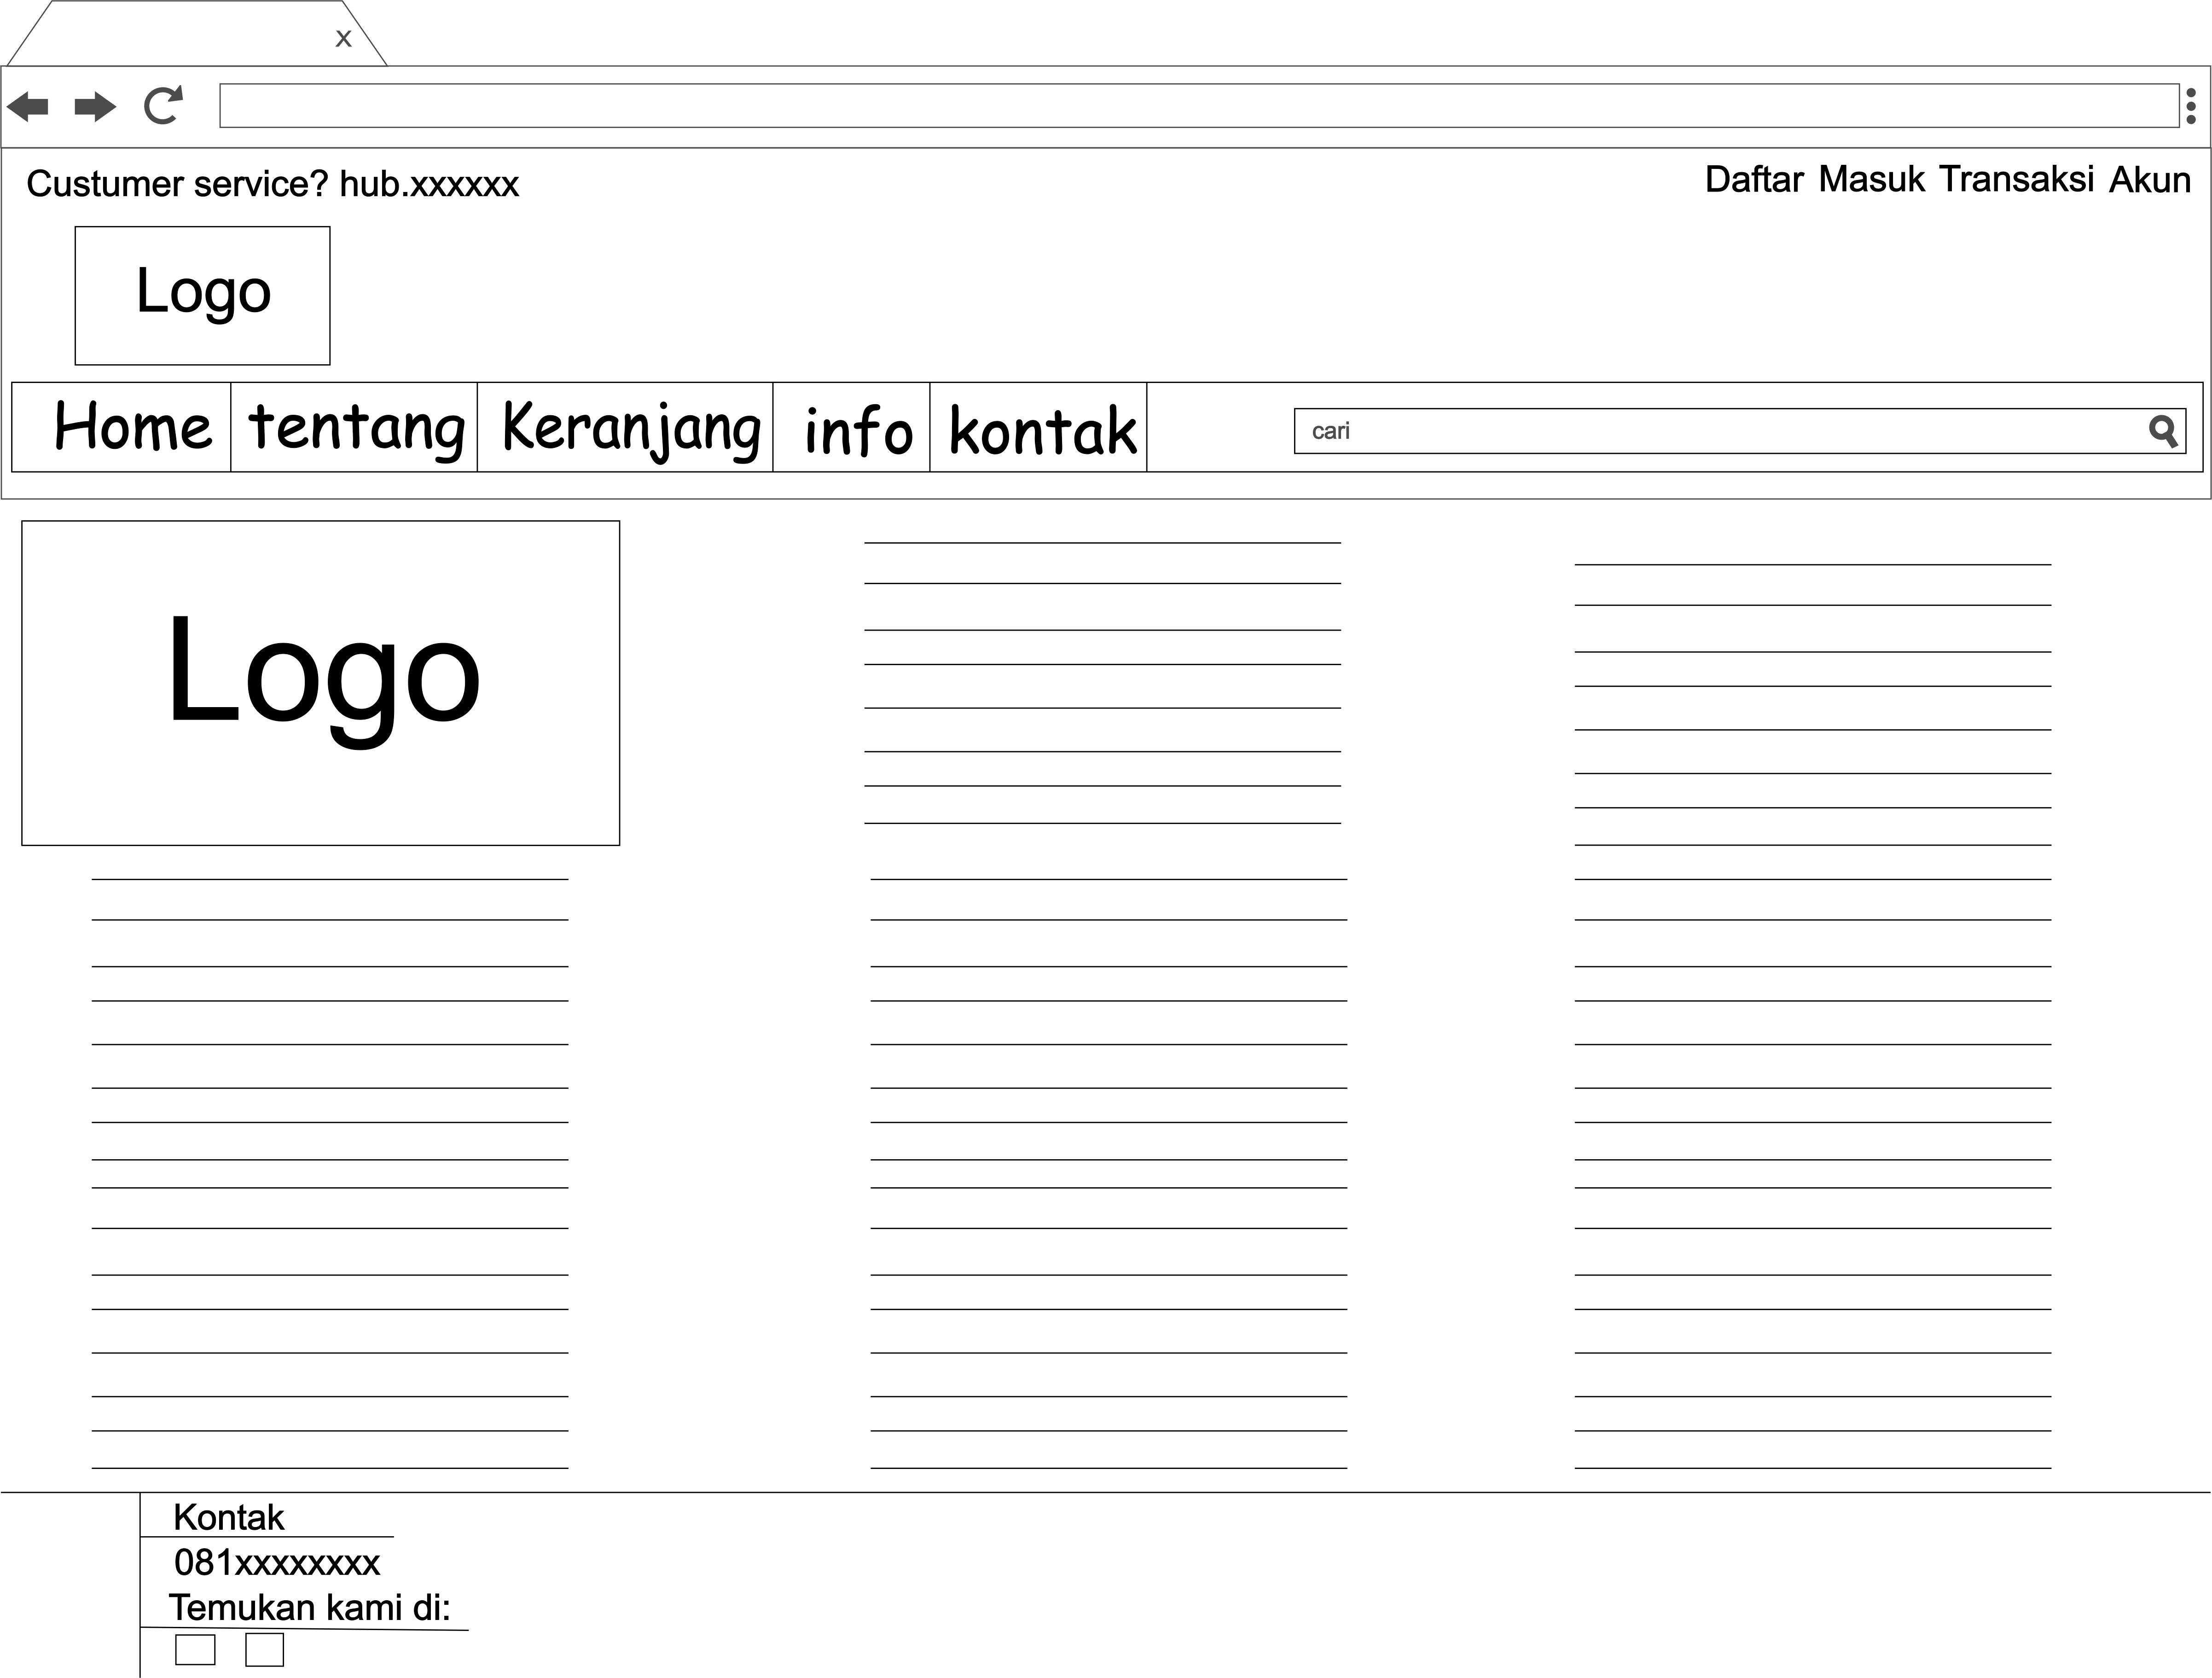 x
Custumer service? hub.xxxxxx
Daftar Masuk Transaksi Akun
Logo
Home tentang Keranjang info kontak cari
Logo
Kontak
081xxxxxxxx
Temukan kami di: